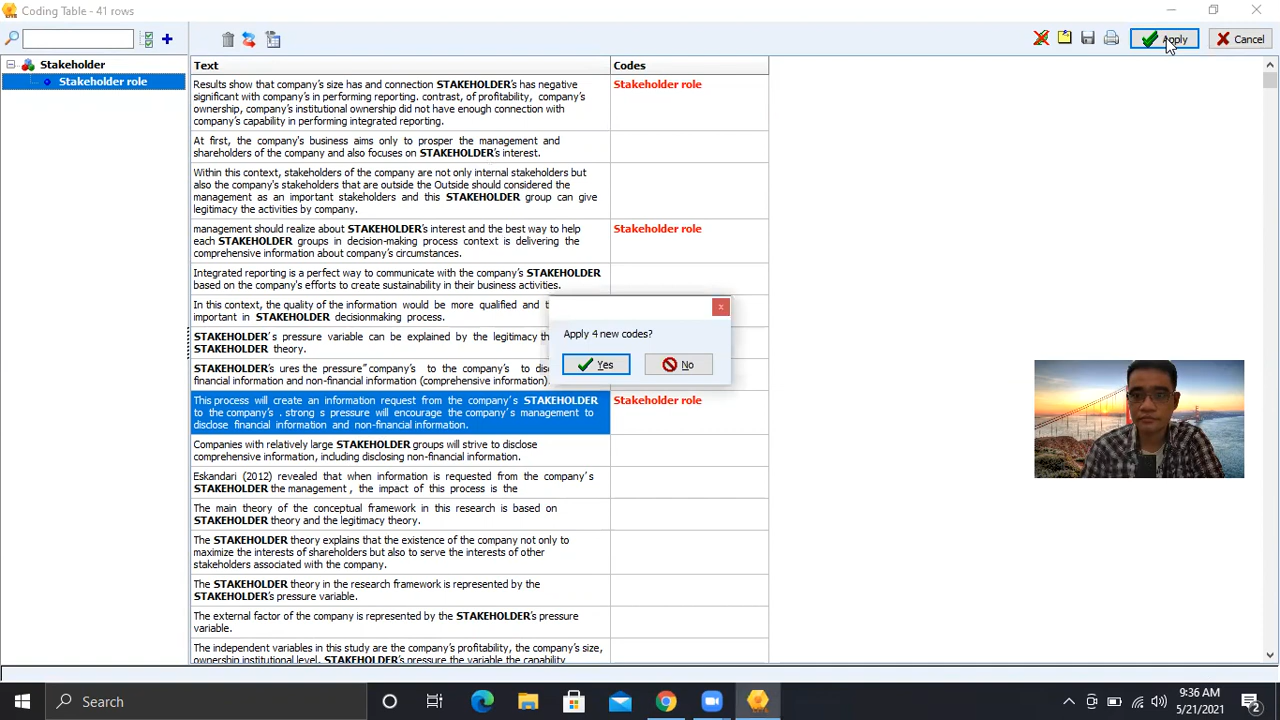 Coding Table - 41 rows
Apply
Cancel
Stakeholder
Stakeholder role
Text
Codes
Results show that company's size has and connection STAKEHOLDER's has negative
significant with company's in performing reporting. contrast, of profitability, company's
ownership, company's institutional ownership did not have enough connection with
company's capability in performing integrated reporting.
Stakeholder role
At first, the company's business aims only to prosper the management and
shareholders of the company and also focuses on STAKEHOLDER's interest.
Within this context, stakeholders of the company are not only internal stakeholders but
also the company's stakeholders that are outside the Outside should considered the
management as an important stakeholders and this STAKEHOLDER group can give
legitimacy the activities by company.
management should realize about STAKEHOLDER's interest and the best way to help
each STAKEHOLDER groups in decision-making process context is delivering the
comprehensive information about company's circumstances.
Stakeholder role
Integrated reporting is a perfect way to communicate with the company's STAKEHOLDER
based on the company's efforts to create sustainability in their business activities.
In this context, the quality of the information would be more qualified and
important in STAKEHOLDER decisionmaking process.
STAKEHOLDER's pressure variable can be explained by the legitimacy
STAKEHOLDER theory.
STAKEHOLDER's ures the pressure" company's to the company's to
financial information and non-financial information (comprehensive information).
Apply 4 new codes?
Yes
No
This process will create an information request from the company's STAKEHOLDER
to the company's . strong s pressure will encourage the company's management to
disclose financial information and non-financial information.
Stakeholder role
Companies with relatively large STAKEHOLDER groups will strive to disclose
comprehensive information, including disclosing non-financial information.
Eskandari (2012) revealed that when information is requested from the company's
STAKEHOLDER the management , the impact of this process is the
The main theory of the conceptual framework in this research is based on
STAKEHOLDER theory and the legitimacy theory.
The STAKEHOLDER theory explains that the existence of the company not only to
maximize the interests of shareholders but also to serve the interests of other
stakeholders associated with the company.
The STAKEHOLDER theory in the research framework is represented by the
STAKEHOLDER's pressure variable.
The external factor of the company is represented by the STAKEHOLDER's pressure
variable.
The independent variables in this study are the company's profitability, the company's size,
ownership institutional level, STAKEHOLDER's pressure the variable the capability
Search
9:36 AM
5/21/2021
2